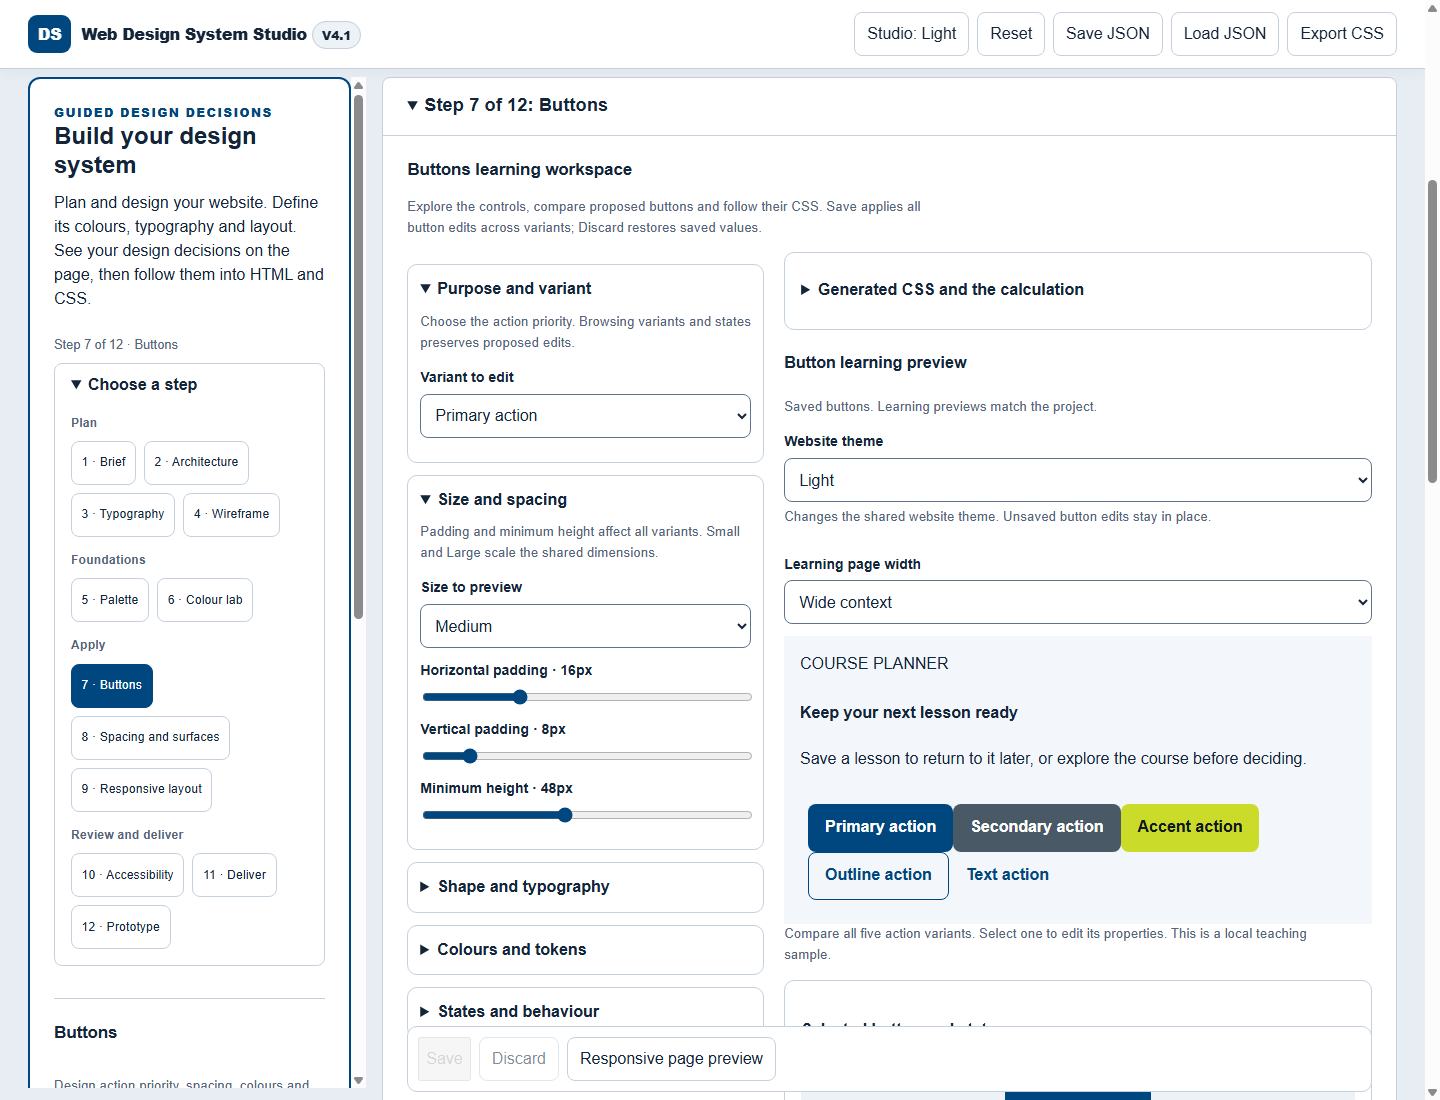 DS Web Design System Studio V4.1
Studio: Light
Reset
Save JSON
Load JSON
Export CSS
GUIDED DESIGN DECISIONS
Build your design
system
Plan and design your website. Define
its colours, typography and layout.
See your design decisions on the
page, then follow them into HTML and
CSS.
Step 7 of 12 · Buttons
Choose a step
Plan
1 · Brief
2 · Architecture
3 · Typography
4 · Wireframe
Foundations
5 · Palette
6 · Colour lab
Apply
7 · Buttons
8 · Spacing and surfaces
9 · Responsive layout
Review and deliver
10 · Accessibility
11 · Deliver
12 · Prototype
Buttons
Design action priority, spacing, colours and
Step 7 of 12: Buttons
Buttons learning workspace
Explore the controls, compare proposed buttons and follow their CSS. Save applies all
button edits across variants; Discard restores saved values.
Purpose and variant
Choose the action priority. Browsing variants and states
preserves proposed edits.
Variant to edit
Primary action
Size and spacing
Padding and minimum height affect all variants. Small
and Large scale the shared dimensions.
Size to preview
Medium
Horizontal padding · 16px
Vertical padding · 8px
Minimum height · 48px
Shape and typography
Colours and tokens
States and behaviour
Generated CSS and the calculation
Button learning preview
Saved buttons. Learning previews match the project.
Website theme
Light
Changes the shared website theme. Unsaved button edits stay in place.
Learning page width
Wide context
COURSE PLANNER
Keep your next lesson ready
Save a lesson to return to it later, or explore the course before deciding.
Primary action
Secondary action
Accent action
Outline action
Text action
Compare all five action variants. Select one to edit its properties. This is a local teaching
sample.
Save
Discard
Responsive page preview